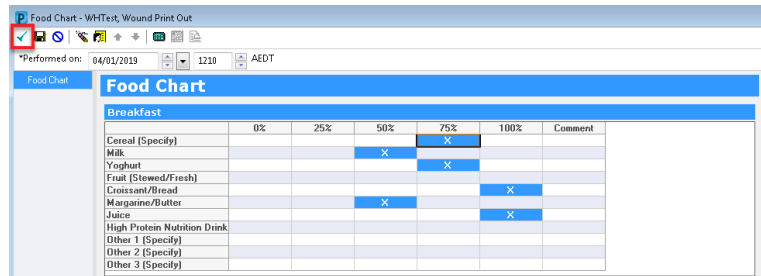 Food Chart - WHTest, Wound Print Out
*Performed on: 04/01/2019 1210 AEDT
Food Chart
Food Chart
Breakfast
0% 25% 50% 75% 100% Comment
Cereal (Specify) X
Milk X
Yoghurt X
Fruit (Stewed/Fresh)
Croissant/Bread X
Margarine/Butter X
Juice X
High Protein Nutrition Drink
Other 1 (Specify)
Other 2 (Specify)
Other 3 (Specify)